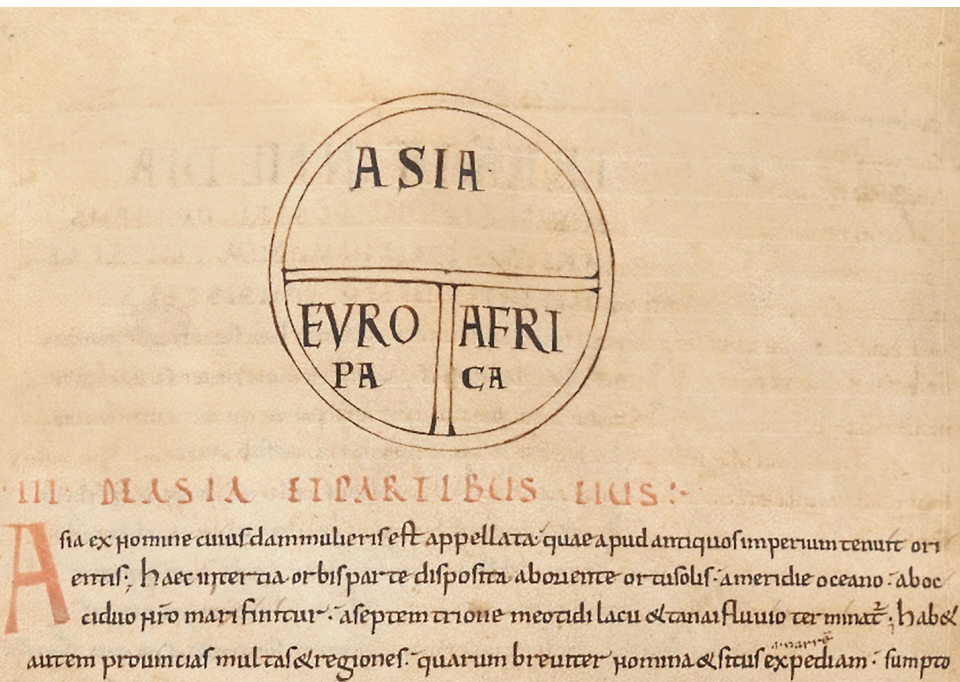 ASIA
EVRO AFRI
PA CA
·III· DE ASIA ET PARTIBUS EIUS:·
Asia ex nomine cuiusdam mulieris est appellata· quae apud antiquos imperium tenuit ori
entis; haec in tertia orbis parte disposita ab oriente ortu solis· a meridie oceano· ab oc
ciduo nr̅o mari finitur· a septemtrione meotidi lacu & tanai fluuio terminat᷑; hab&
autem prouincias multas & regiones· quarum breuiter nomina & situs expediam· sumpto